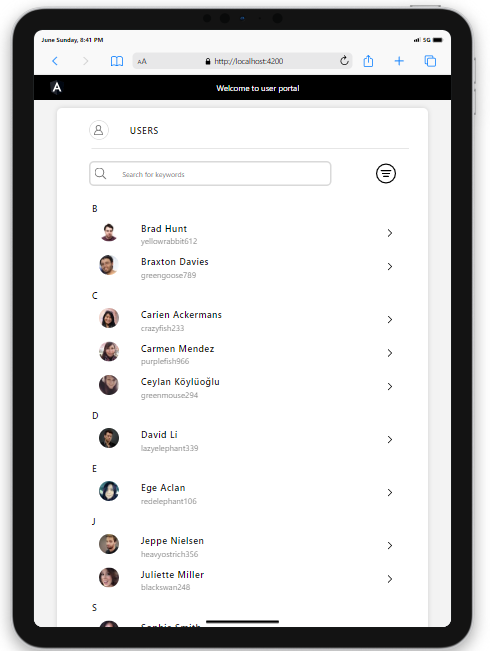 June Sunday, 8:41 PM
5G
AA
http://localhost:4200
A
Welcome to user portal
USERS
Search for keywords
B
Brad Hunt
yellowrabbit612
Braxton Davies
greengoose789
C
Carien Ackermans
crazyfish233
Carmen Mendez
purplefish966
Ceylan Köylüoğlu
greenmouse294
D
David Li
lazyelephant339
E
Ege Aclan
redelephant106
J
Jeppe Nielsen
heavyostrich356
Juliette Miller
blackswan248
S
Sophie Smith